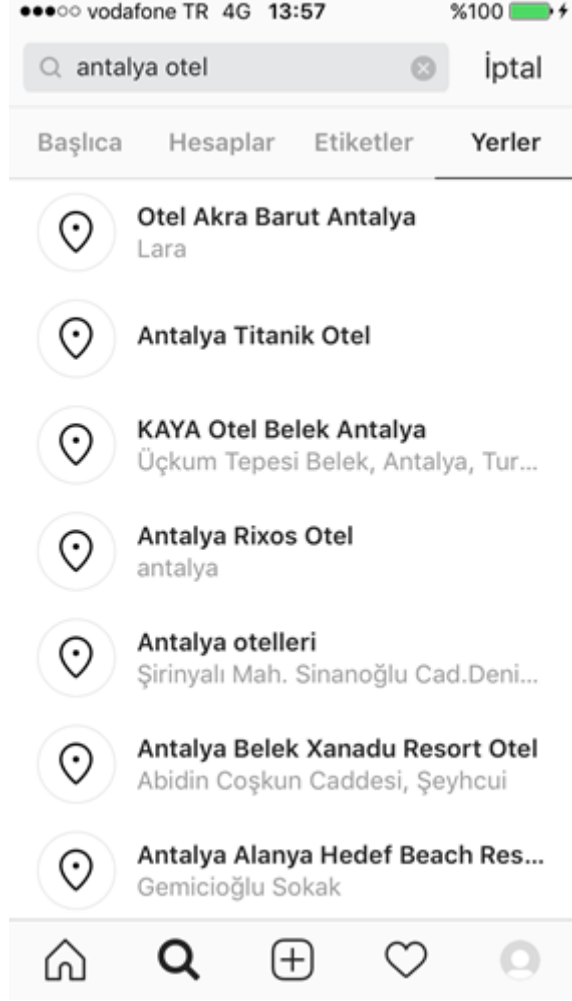 vodafone TR 4G 13:57 %100
antalya otel İptal
Başlıca Hesaplar Etiketler Yerler
Otel Akra Barut Antalya
Lara
Antalya Titanik Otel
KAYA Otel Belek Antalya
Üçkum Tepesi Belek, Antalya, Tur...
Antalya Rixos Otel
antalya
Antalya otelleri
Şirinyalı Mah. Sinanoğlu Cad.Deni...
Antalya Belek Xanadu Resort Otel
Abidin Coşkun Caddesi, Şeyhcui
Antalya Alanya Hedef Beach Res...
Gemicioğlu Sokak